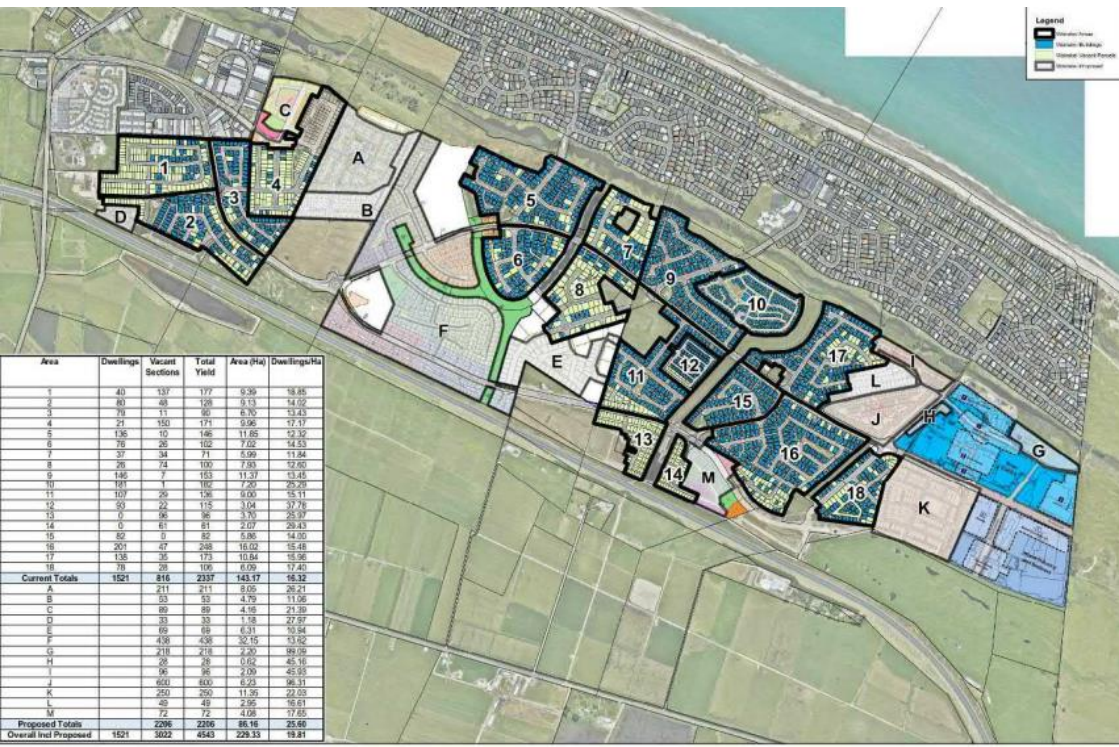 Legend
Areas
Buildings
Vacant Parcels
Proposed
C
A
1
3
4
B
D
2
5
7
6
9
8
10
F
E
12
11
17
I
L
J
H
15
G
13
16
14
M
18
K
Area Dwellings Vacant Sections Total Yield Area (Ha) Dwellings/Ha
1 40 137 177 9.39 18.85
2 80 48 128 9.13 14.02
3 79 11 90 6.70 13.43
4 21 150 171 9.96 17.17
5 136 10 146 11.85 12.32
6 76 26 102 7.02 14.53
7 37 34 71 5.99 11.84
8 26 74 100 7.93 12.60
9 146 7 153 11.37 13.45
10 181 1 182 7.20 25.29
11 107 29 136 9.00 15.11
12 93 22 115 3.04 37.78
13 0 96 96 3.70 25.97
14 0 61 61 2.07 29.43
15 82 0 82 5.86 14.00
16 201 47 248 16.02 15.48
17 138 35 173 10.84 15.96
18 78 28 106 6.09 17.40
Current Totals 1521 816 2337 143.17 16.32
A 211 211 8.05 26.21
B 53 53 4.79 11.06
C 89 89 4.16 21.39
D 33 33 1.18 27.97
E 69 69 6.31 10.94
F 438 438 32.15 13.62
G 218 218 2.20 99.09
H 28 28 0.62 45.16
I 96 96 2.09 45.93
J 600 600 6.23 96.31
K 250 250 11.35 22.03
L 49 49 2.95 16.61
M 72 72 4.08 17.65
Proposed Totals 2206 2206 86.16 25.60
Overall Incl Proposed 1521 3022 4543 229.33 19.81